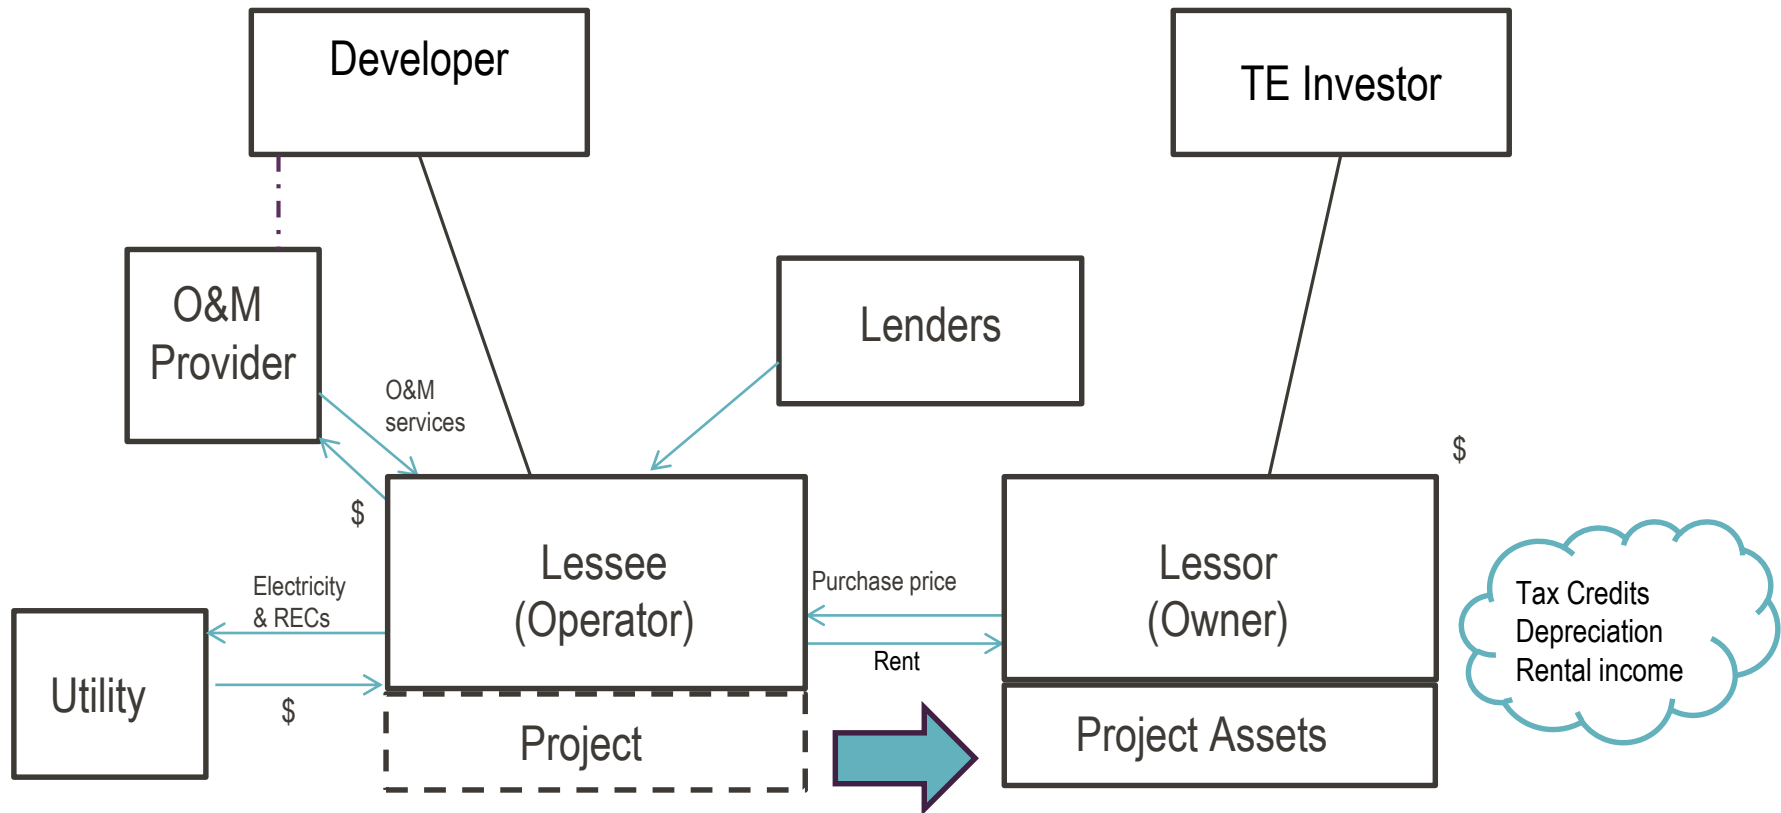 Developer
TE Investor
O&M
Provider
Lenders
O&M
services
$
$
Lessee
(Operator)
Lessor
(Owner)
Electricity
& RECs
Purchase price
Rent
Tax Credits
Depreciation
Rental income
Utility
$
Project
Project Assets